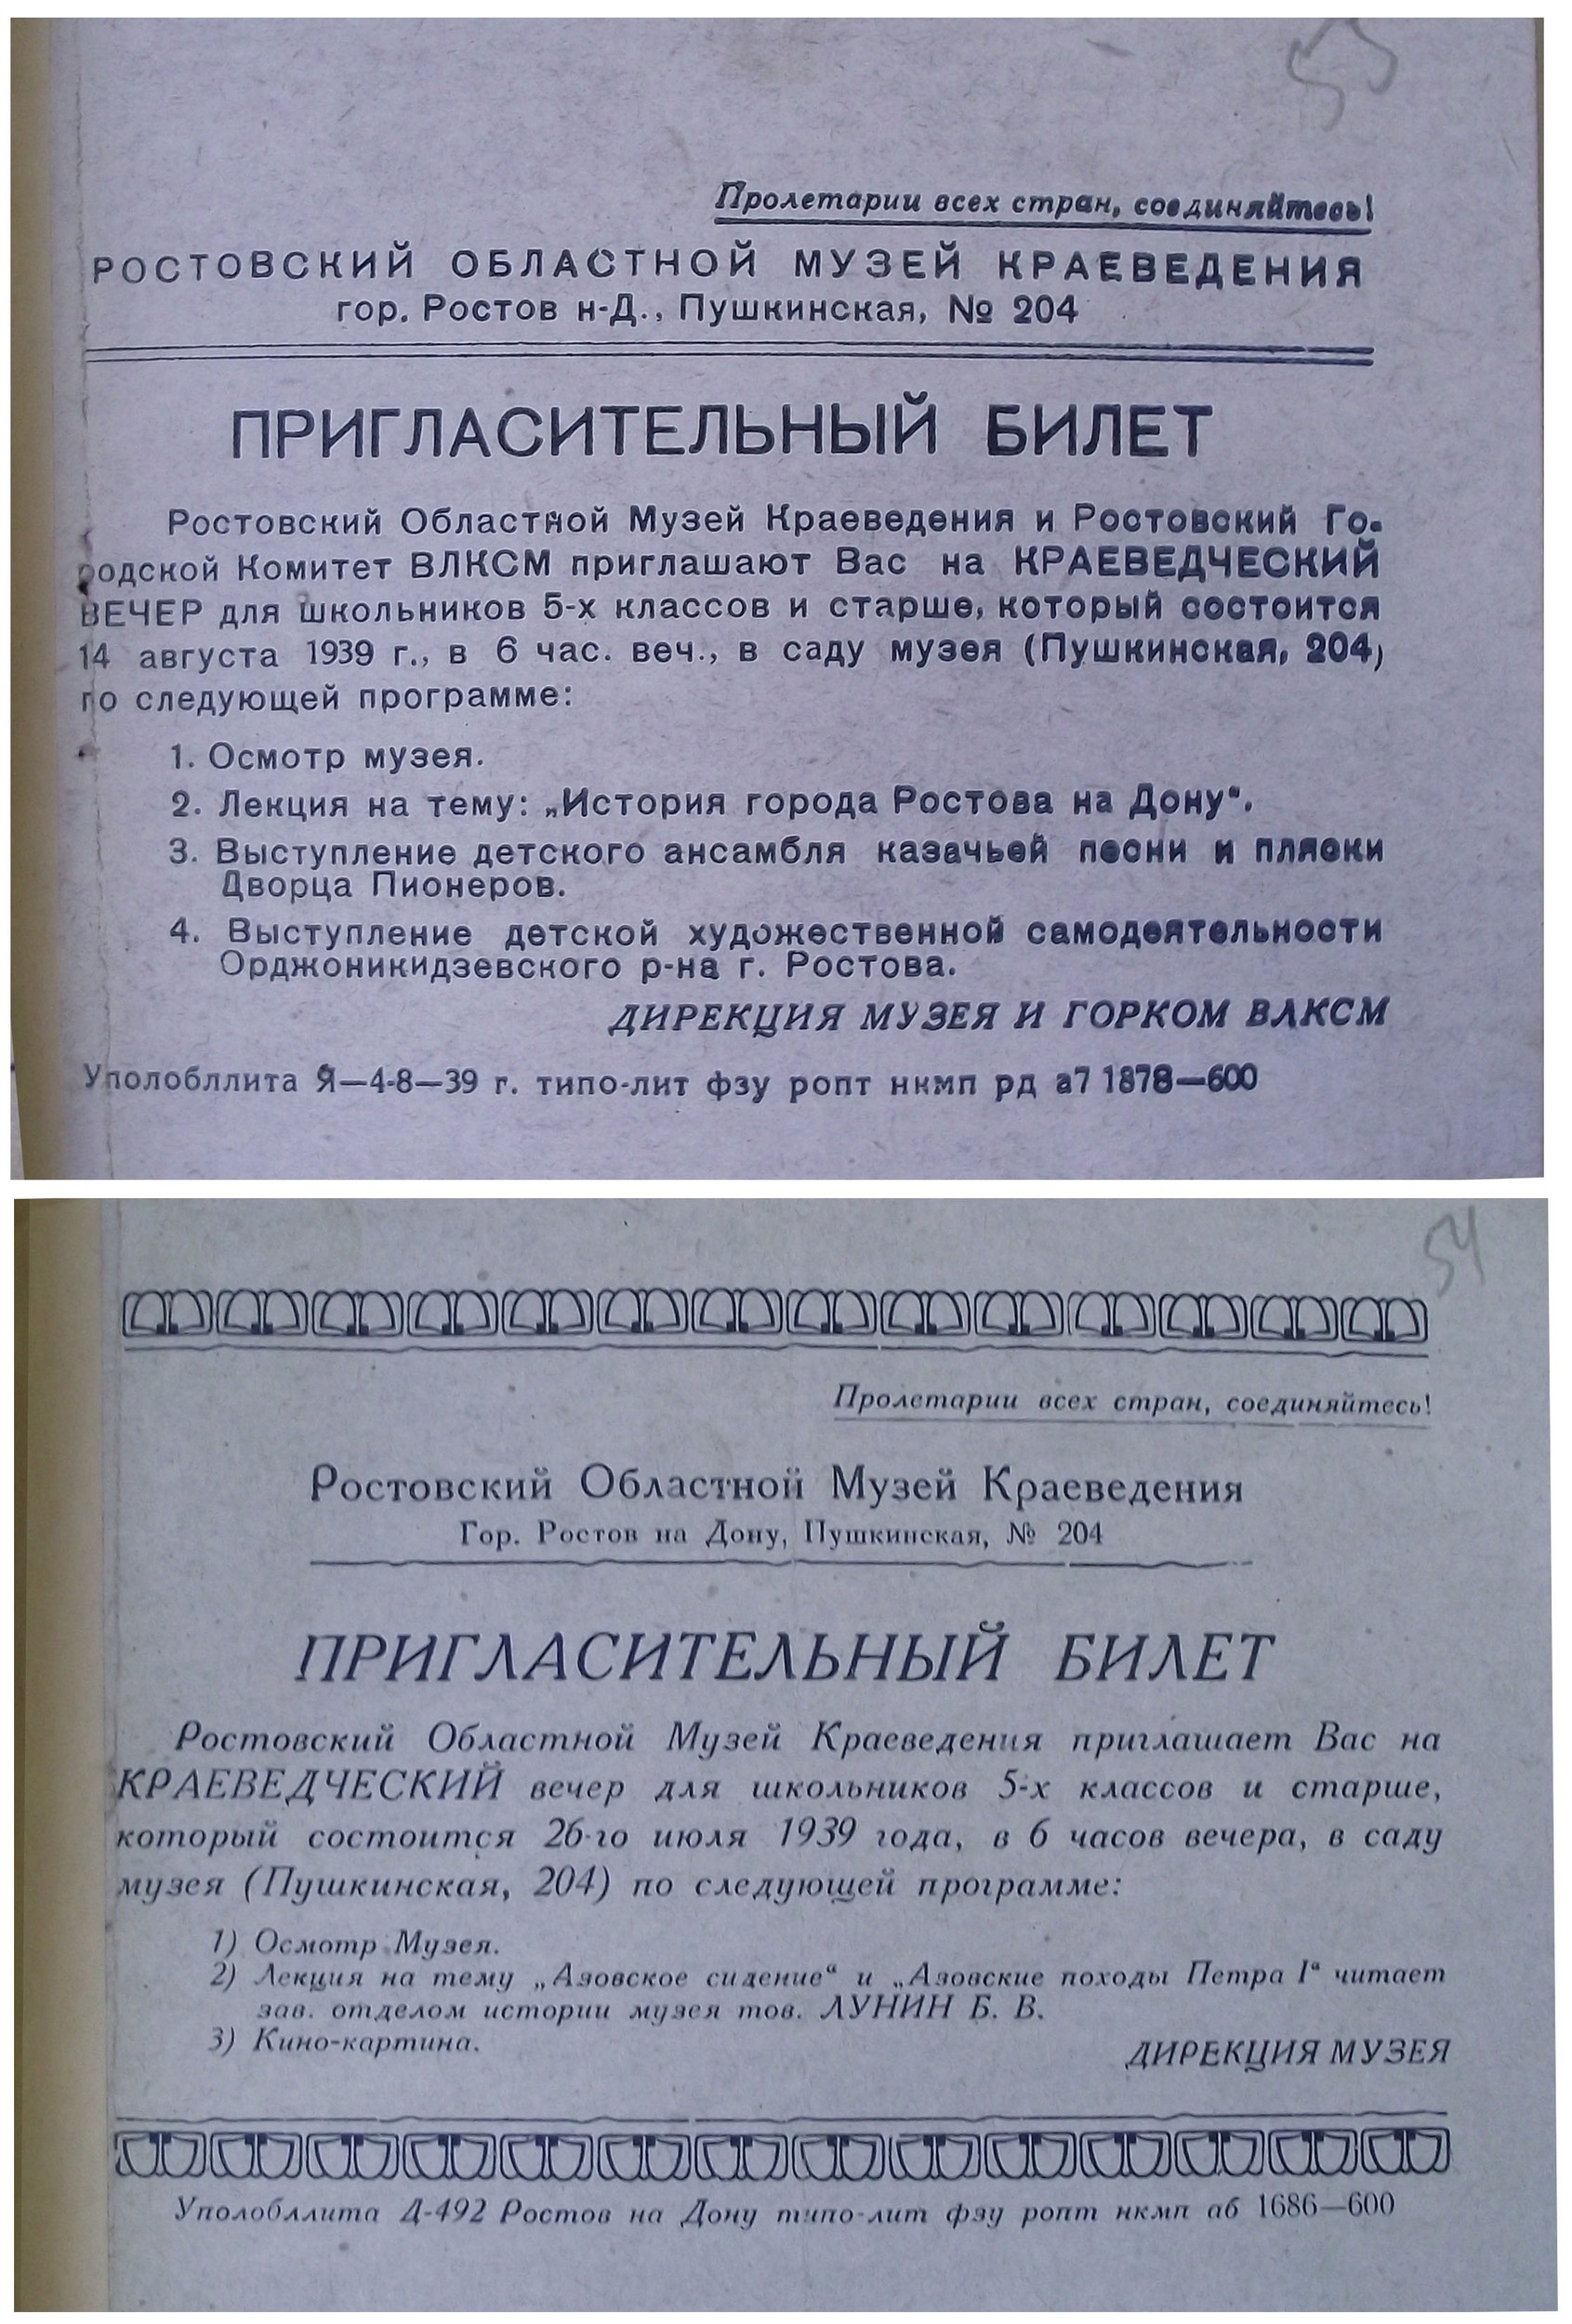 55
Пролетарии всех стран, соединяйтесь!
РОСТОВСКИЙ ОБЛАСТНОЙ МУЗЕЙ КРАЕВЕДЕНИЯ
гор. Ростов н-Д., Пушкинская, № 204
ПРИГЛАСИТЕЛЬНЫЙ БИЛЕТ
Ростовский Областной Музей Краеведения и Ростовский Го-
родской Комитет ВЛКСМ приглашают Вас на КРАЕВЕДЧЕСКИЙ
ВЕЧЕР для школьников 5-х классов и старше, который состоится
14 августа 1939 г., в 6 час. веч., в саду музея (Пушкинская, 204)
по следующей программе:
1. Осмотр музея.
2. Лекция на тему: „История города Ростова на Дону“.
3. Выступление детского ансамбля казачьей песни и пляски
Дворца Пионеров.
4. Выступление детской художественной самодеятельности
Орджоникидзевского р-на г. Ростова.
ДИРЕКЦИЯ МУЗЕЯ И ГОРКОМ ВЛКСМ
Уполобллита Я—4-8—39 г. типо-лит фзу ропт нкмп рд а7 1878—600
54
Пролетарии всех стран, соединяйтесь!
Ростовский Областной Музей Краеведения
Гор. Ростов на Дону, Пушкинская, № 204
ПРИГЛАСИТЕЛЬНЫЙ БИЛЕТ
Ростовский Областной Музей Краеведения приглашает Вас на
КРАЕВЕДЧЕСКИЙ вечер для школьников 5-х классов и старше,
который состоится 26-го июля 1939 года, в 6 часов вечера, в саду
музея (Пушкинская, 204) по следующей программе:
1) Осмотр Музея.
2) Лекция на тему „Азовское сидение“ и „Азовские походы Петра I“ читает
зав. отделом истории музея тов. ЛУНИН Б. В.
3) Кино-картина.
ДИРЕКЦИЯ МУЗЕЯ
Уполобллита Д-492 Ростов на Дону типо-лит фзу ропт нкмп аб 1686—600